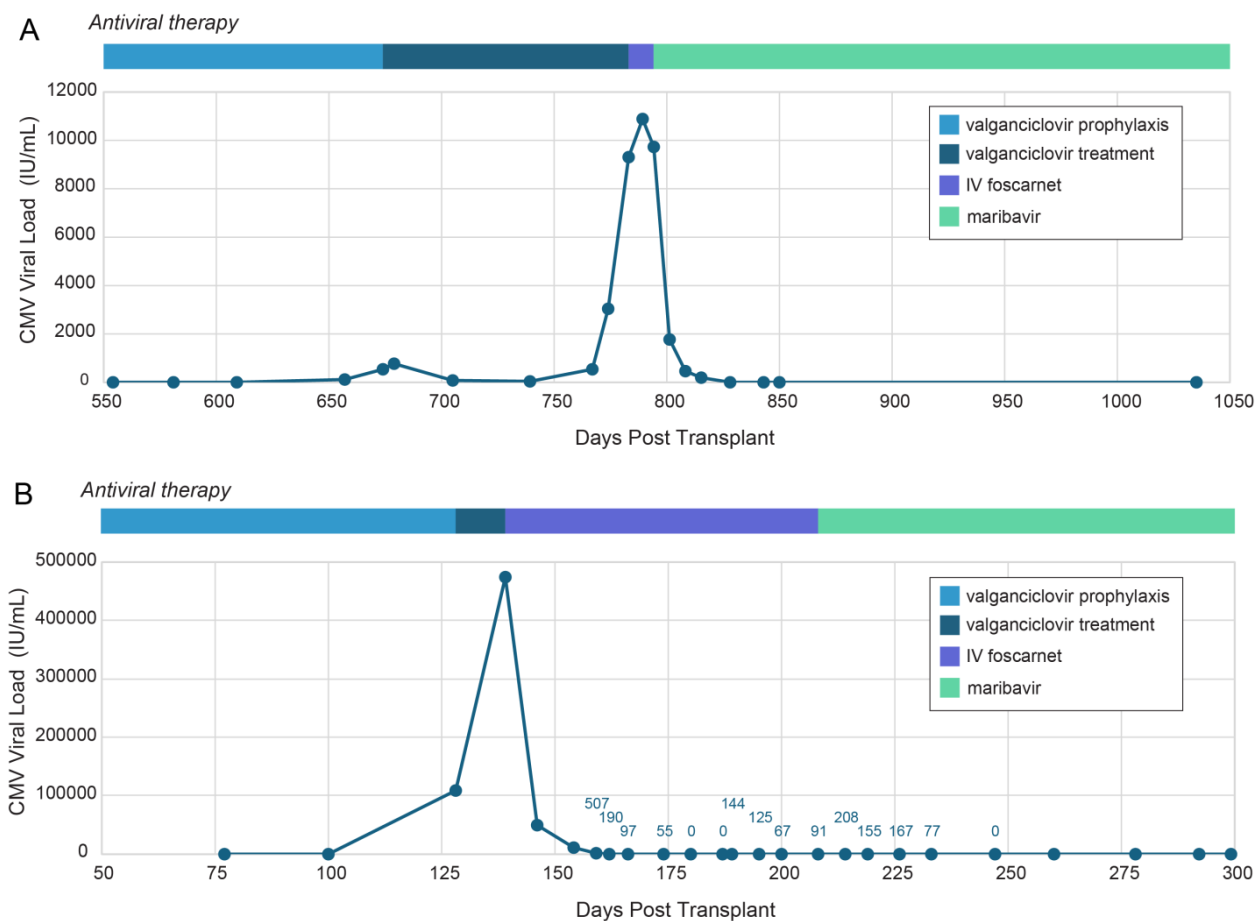 A
Antiviral therapy
12000
10000
8000
6000
4000
2000
0
CMV Viral Load (IU/mL)
valganciclovir prophylaxis
valganciclovir treatment
IV foscarnet
maribavir
550 600 650 700 750 800 850 900 950 1000 1050
Days Post Transplant
B
Antiviral therapy
500000
400000
300000
200000
100000
0
CMV Viral Load (IU/mL)
valganciclovir prophylaxis
valganciclovir treatment
IV foscarnet
maribavir
507 190 97 55 0 0 144 125 67 91 208 155 167 77 0
50 75 100 125 150 175 200 225 250 275 300
Days Post Transplant